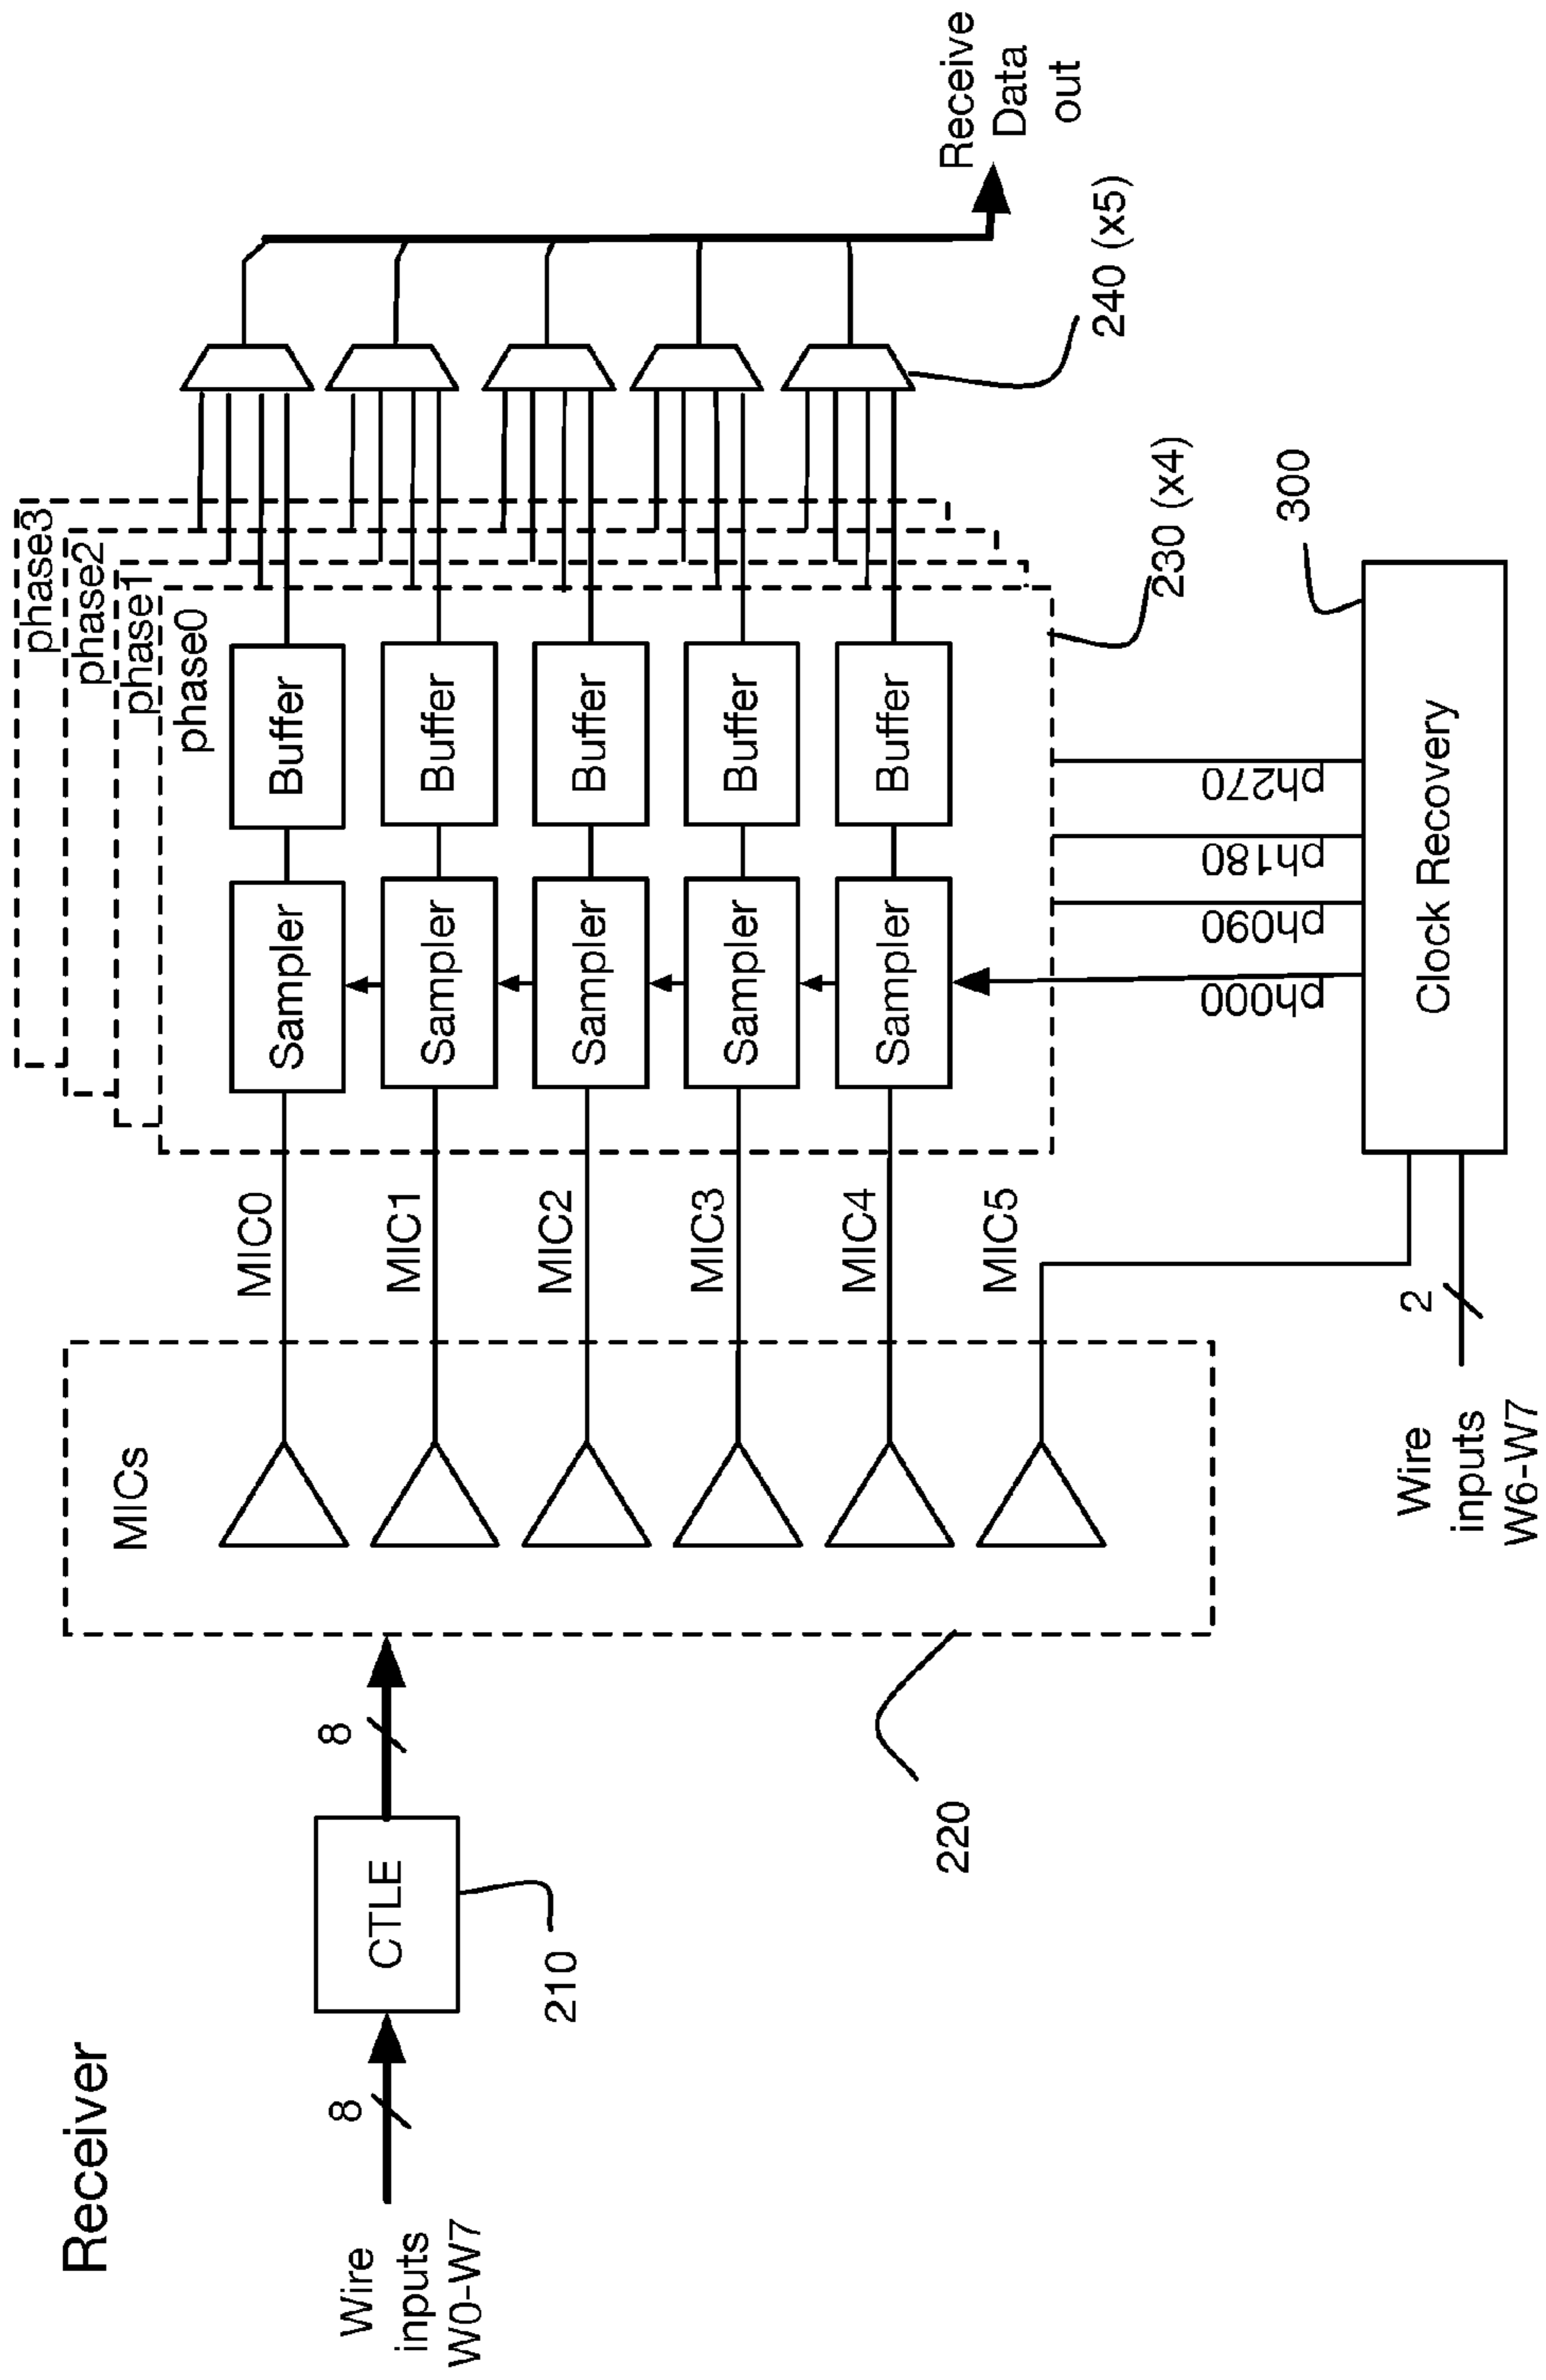 Receiver
Wire
inputs
W0-W7
8
CTLE
210
8
MICs
220
MIC0
MIC1
MIC2
MIC3
MIC4
MIC5
phase3
phase2
phase1
phase0
Sampler
Buffer
Sampler
Buffer
Sampler
Buffer
Sampler
Buffer
Sampler
Buffer
230 (x4)
240 (x5)
Receive
Data
out
ph000
ph090
ph180
ph270
Clock Recovery
300
2
Wire
inputs
W6-W7